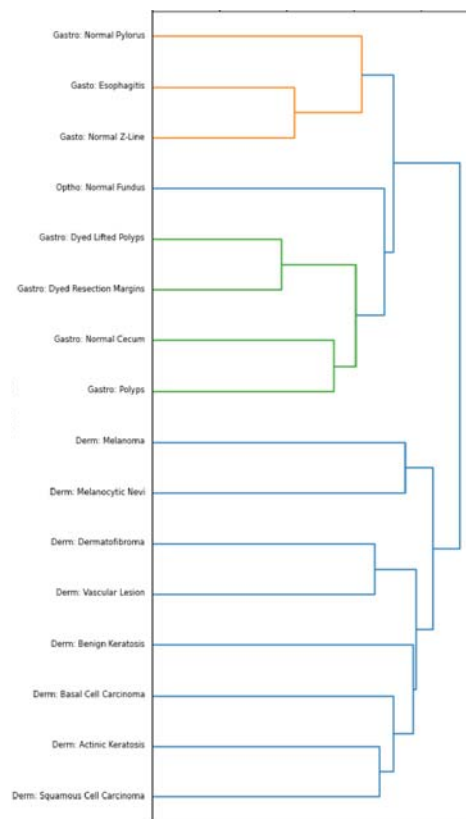 Gastro: Normal Pylorus
Gasto: Esophagitis
Gasto: Normal Z-Line
Optho: Normal Fundus
Gastro: Dyed Lifted Polyps
Gastro: Dyed Resection Margins
Gastro: Normal Cecum
Gastro: Polyps
Derm: Melanoma
Derm: Melanocytic Nevi
Derm: Dermatofibroma
Derm: Vascular Lesion
Derm: Benign Keratosis
Derm: Basal Cell Carcinoma
Derm: Actinic Keratosis
Derm: Squamous Cell Carcinoma